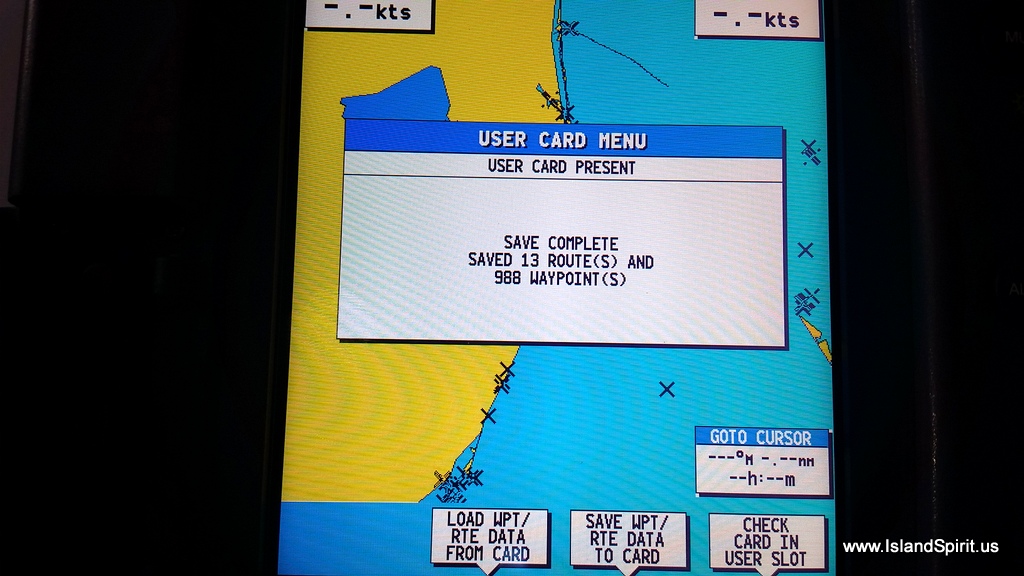 -.-kts
-.-kts
USER CARD MENU
USER CARD PRESENT
SAVE COMPLETE
SAVED 13 ROUTE(S) AND
988 WAYPOINT(S)
GOTO CURSOR
---°M -.--nm
--h:--m
LOAD WPT/
RTE DATA
FROM CARD
SAVE WPT/
RTE DATA
TO CARD
CHECK
CARD IN
USER SLOT
www.IslandSpirit.us